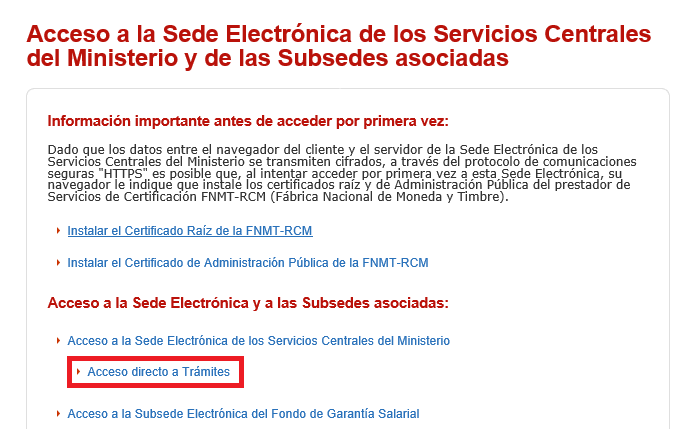 Acceso a la Sede Electrónica de los Servicios Centrales
del Ministerio y de las Subsedes asociadas
Información importante antes de acceder por primera vez:
Dado que los datos entre el navegador del cliente y el servidor de la Sede Electrónica de los
Servicios Centrales del Ministerio se transmiten cifrados, a través del protocolo de comunicaciones
seguras "HTTPS" es posible que, al intentar acceder por primera vez a esta Sede Electrónica, su
navegador le indique que instale los certificados raíz y de Administración Pública del prestador de
Servicios de Certificación FNMT-RCM (Fábrica Nacional de Moneda y Timbre).
Instalar el Certificado Raíz de la FNMT-RCM
Instalar el Certificado de Administración Pública de la FNMT-RCM
Acceso a la Sede Electrónica y a las Subsedes asociadas:
Acceso a la Sede Electrónica de los Servicios Centrales del Ministerio
Acceso directo a Trámites
Acceso a la Subsede Electrónica del Fondo de Garantía Salarial